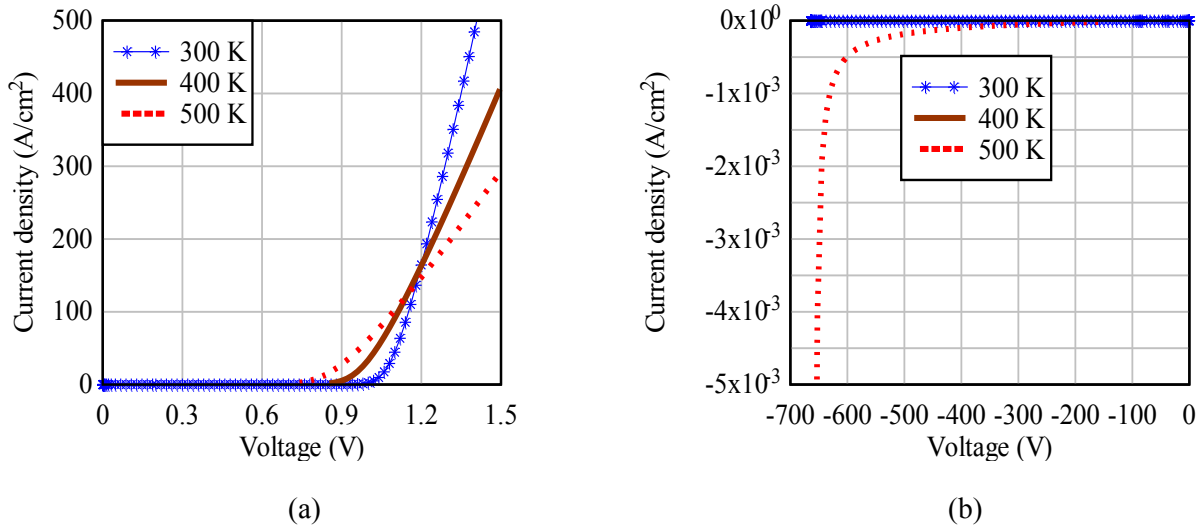 500
400
300
200
100
0
Current density (A/cm²)
300 K
400 K
500 K
0
0.3
0.6
0.9
1.2
1.5
Voltage (V)
(a)
0x10⁰
-1x10⁻³
-2x10⁻³
-3x10⁻³
-4x10⁻³
-5x10⁻³
Current density (A/cm²)
300 K
400 K
500 K
-700
-600
-500
-400
-300
-200
-100
0
Voltage (V)
(b)